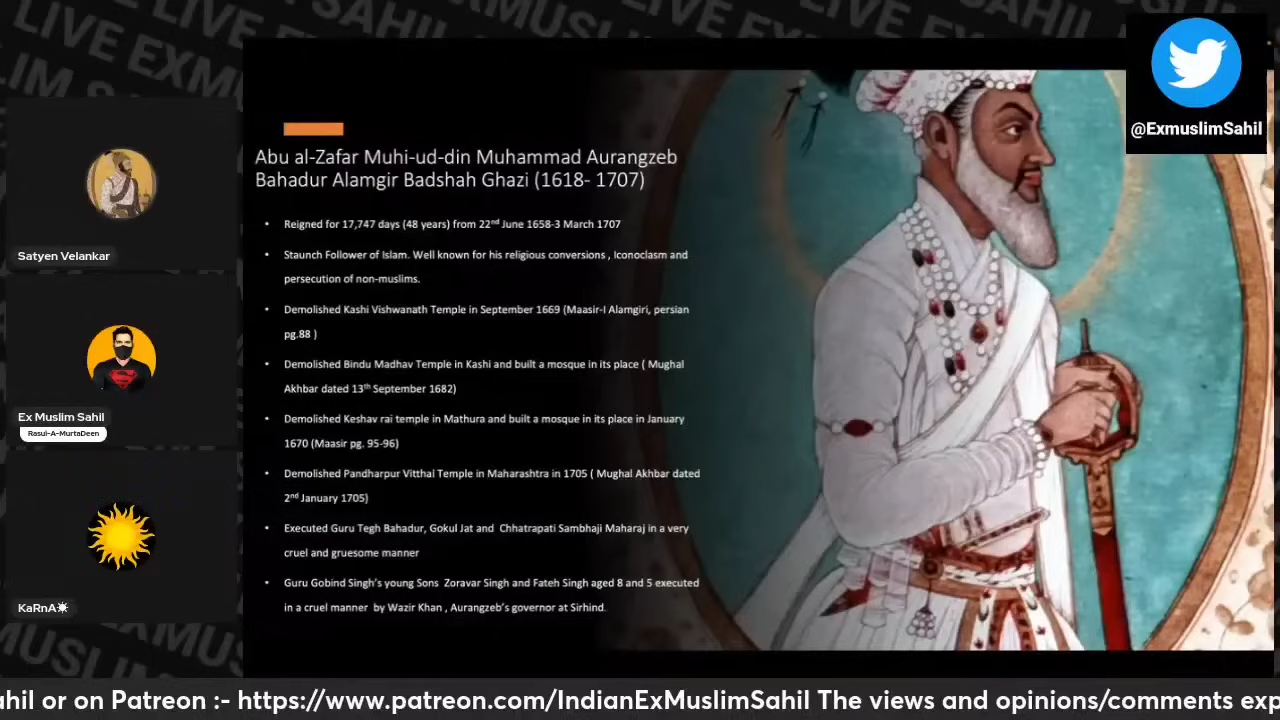 @ExmuslimSahil
Abu al-Zafar Muhi-ud-din Muhammad Aurangzeb
Bahadur Alamgir Badshah Ghazi (1618- 1707)
• Reigned for 17,747 days (48 years) from 22nd June 1658-3 March 1707
• Staunch Follower of Islam. Well known for his religious conversions , Iconoclasm and
persecution of non-muslims.
• Demolished Kashi Vishwanath Temple in September 1669 (Maasir-I Alamgiri, persian
pg.88 )
• Demolished Bindu Madhav Temple in Kashi and built a mosque in its place ( Mughal
Akhbar dated 13th September 1682)
• Demolished Keshav rai temple in Mathura and built a mosque in its place in January
1670 (Maasir pg. 95-96)
• Demolished Pandharpur Vitthal Temple in Maharashtra in 1705 ( Mughal Akhbar dated
2nd January 1705)
• Executed Guru Tegh Bahadur, Gokul Jat and Chhatrapati Sambhaji Maharaj in a very
cruel and gruesome manner
• Guru Gobind Singh's young Sons Zoravar Singh and Fateh Singh aged 8 and 5 executed
in a cruel manner by Wazir Khan , Aurangzeb's governor at Sirhind.
Satyen Velankar
Ex Muslim Sahil
Rasul-A-MurtaDeen
KaRnA☀
ahil or on Patreon :- https://www.patreon.com/IndianExMuslimSahil The views and opinions/comments exp